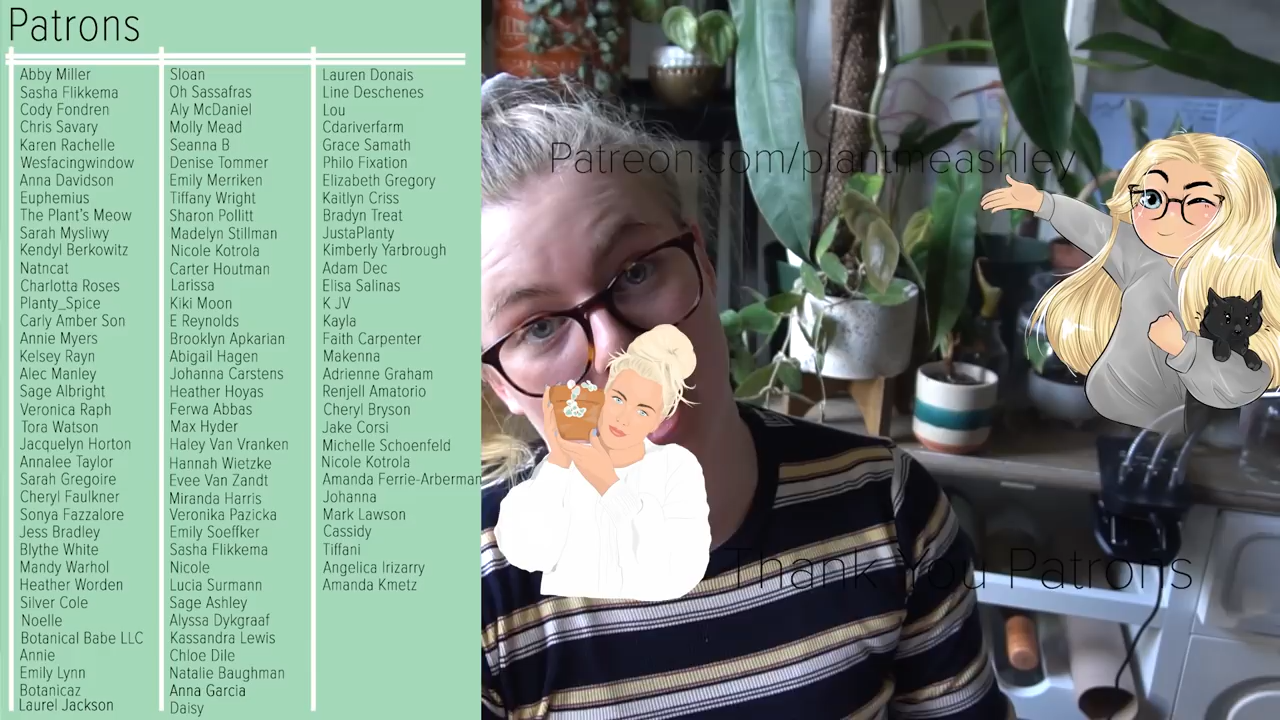 Patrons
Abby Miller
Sasha Flikkema
Cody Fondren
Chris Savary
Karen Rachelle
Wesfacingwindow
Anna Davidson
Euphemius
The Plant's Meow
Sarah Mysliwy
Kendyl Berkowitz
Natncat
Charlotta Roses
Planty_Spice
Carly Amber Son
Annie Myers
Kelsey Rayn
Alec Manley
Sage Albright
Veronica Raph
Tora Watson
Jacquelyn Horton
Annalee Taylor
Sarah Gregoire
Cheryl Faulkner
Sonya Fazzalore
Jess Bradley
Blythe White
Mandy Warhol
Heather Worden
Silver Cole
Noelle
Botanical Babe LLC
Annie
Emily Lynn
Botanicaz
Laurel Jackson
Sloan
Oh Sassafras
Aly McDaniel
Molly Mead
Seanna B
Denise Tommer
Emily Merriken
Tiffany Wright
Sharon Pollitt
Madelyn Stillman
Nicole Kotrola
Carter Houtman
Larissa
Kiki Moon
E Reynolds
Brooklyn Apkarian
Abigail Hagen
Johanna Carstens
Heather Hoyas
Ferwa Abbas
Max Hyder
Haley Van Vranken
Hannah Wietzke
Evee Van Zandt
Miranda Harris
Veronika Pazicka
Emily Soeffker
Sasha Flikkema
Nicole
Lucia Surmann
Sage Ashley
Alyssa Dykgraaf
Kassandra Lewis
Chloe Dile
Natalie Baughman
Anna Garcia
Daisy
Lauren Donais
Line Deschenes
Lou
Cdariverfarm
Grace Samath
Philo Fixation
Elizabeth Gregory
Kaitlyn Criss
Bradyn Treat
JustaPlanty
Kimberly Yarbrough
Adam Dec
Elisa Salinas
K JV
Kayla
Faith Carpenter
Makenna
Adrienne Graham
Renjell Amatorio
Cheryl Bryson
Jake Corsi
Michelle Schoenfeld
Nicole Kotrola
Amanda Ferrie-Arberman
Johanna
Mark Lawson
Cassidy
Tiffani
Angelica Irizarry
Amanda Kmetz
Patreon.com/plantmeashley
Thank You Patrons